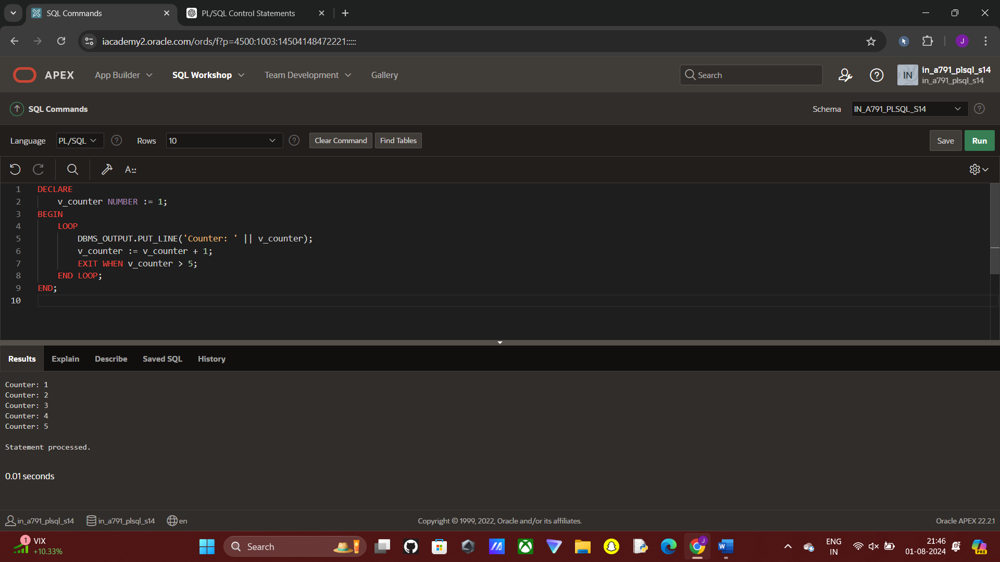 SQL Commands
PL/SQL Control Statements
iacademy2.oracle.com/ords/f?p=4500:1003:14504148472221:::::
J
APEX
App Builder
SQL Workshop
Team Development
Gallery
Search
IN
in_a791_plsql_s14
in_a791_plsql_s14
SQL Commands
Schema
IN_A791_PLSQL_S14
Language
PL/SQL
Rows
10
Clear Command
Find Tables
Save
Run
A::
1 DECLARE
2 v_counter NUMBER := 1;
3 BEGIN
4 LOOP
5 DBMS_OUTPUT.PUT_LINE('Counter: ' || v_counter);
6 v_counter := v_counter + 1;
7 EXIT WHEN v_counter > 5;
8 END LOOP;
9 END;
10
Results
Explain
Describe
Saved SQL
History
Counter: 1
Counter: 2
Counter: 3
Counter: 4
Counter: 5
Statement processed.
0.01 seconds
in_a791_plsql_s14
in_a791_plsql_s14
en
Copyright © 1999, 2022, Oracle and/or its affiliates.
Oracle APEX 22.2.1
1
VIX
+10.33%
Search
J
W
ENG
IN
21:46
01-08-2024
PRE